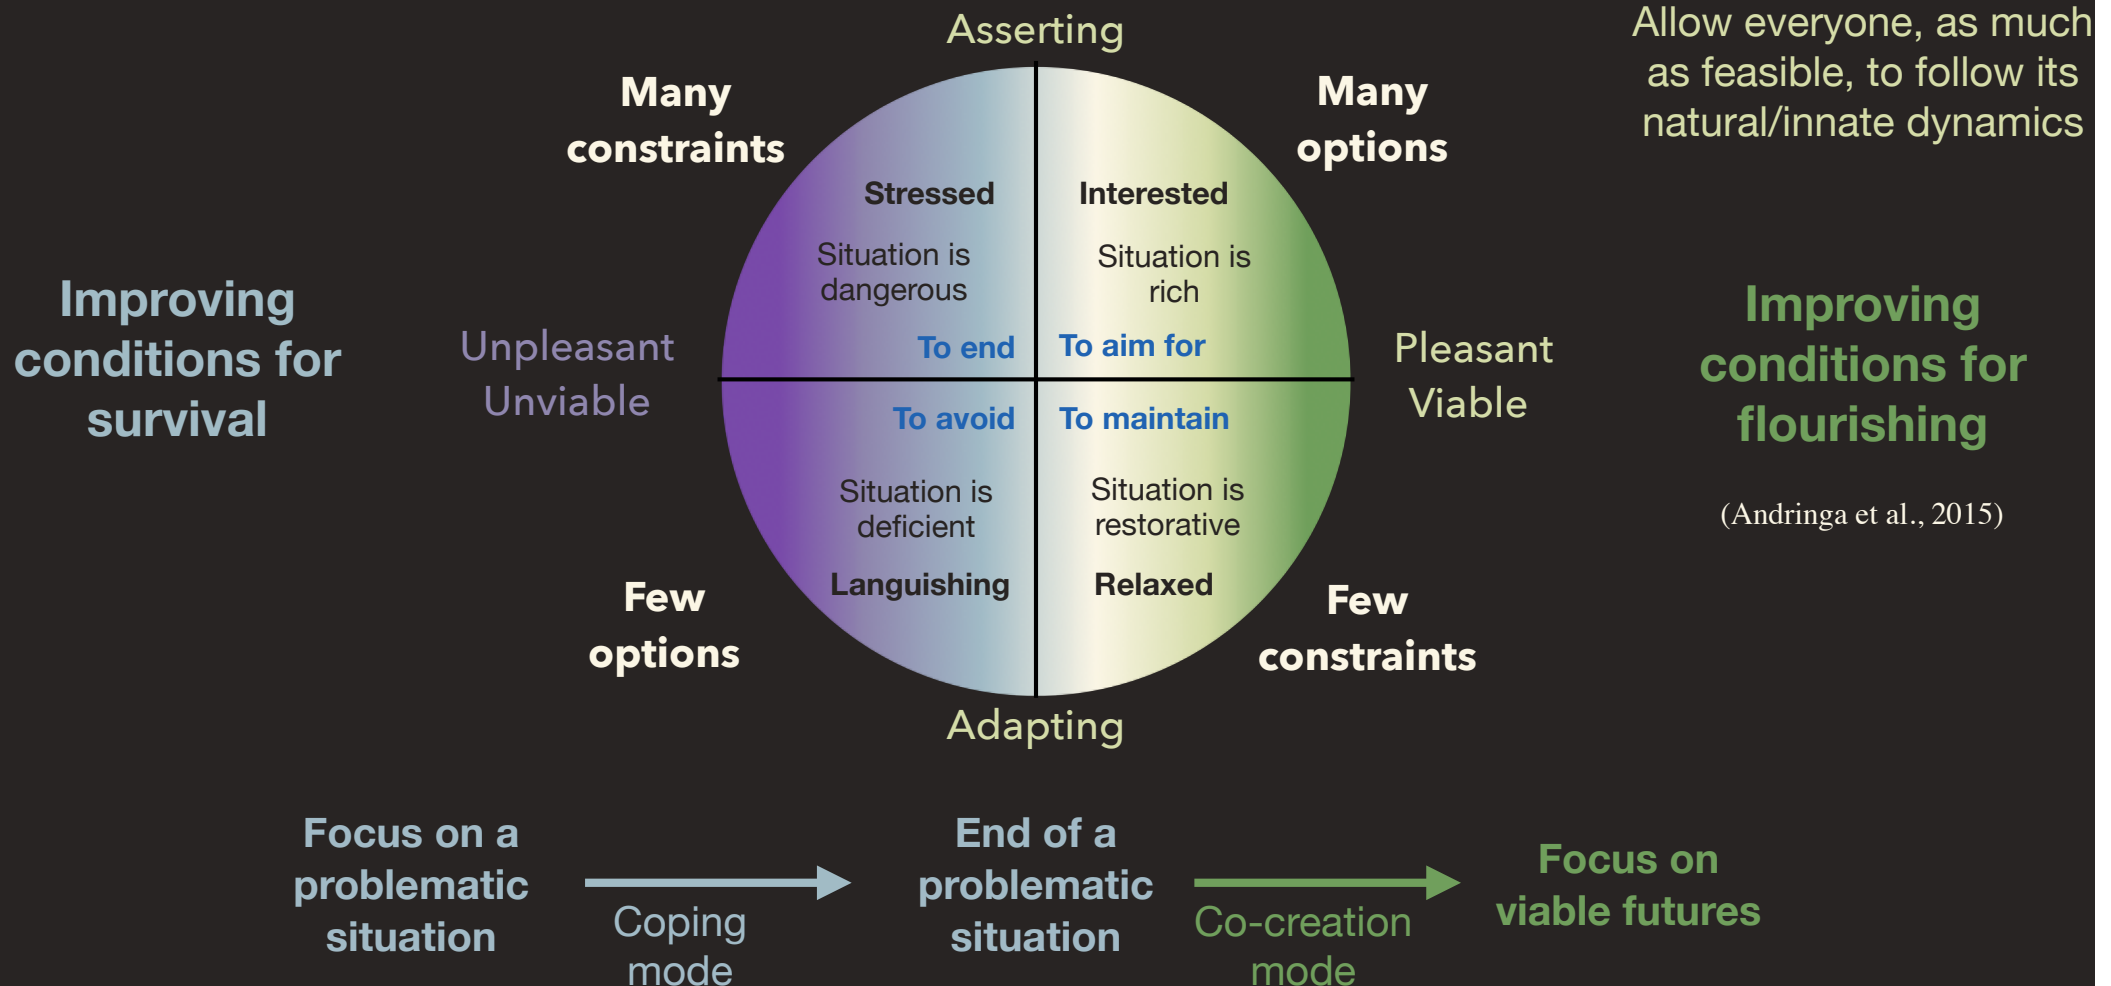 Asserting
Allow everyone, as much
as feasible, to follow its
natural/innate dynamics
Many
constraints
Many
options
Stressed
Interested
Situation is
dangerous
Situation is
rich
Improving
conditions for
survival
Unpleasant
Unviable
To end
To aim for
Pleasant
Viable
Improving
conditions for
flourishing
To avoid
To maintain
Situation is
deficient
Situation is
restorative
(Andringa et al., 2015)
Languishing
Relaxed
Few
options
Few
constraints
Adapting
Focus on a
problematic
situation
Coping
mode
End of a
problematic
situation
Co-creation
mode
Focus on
viable futures